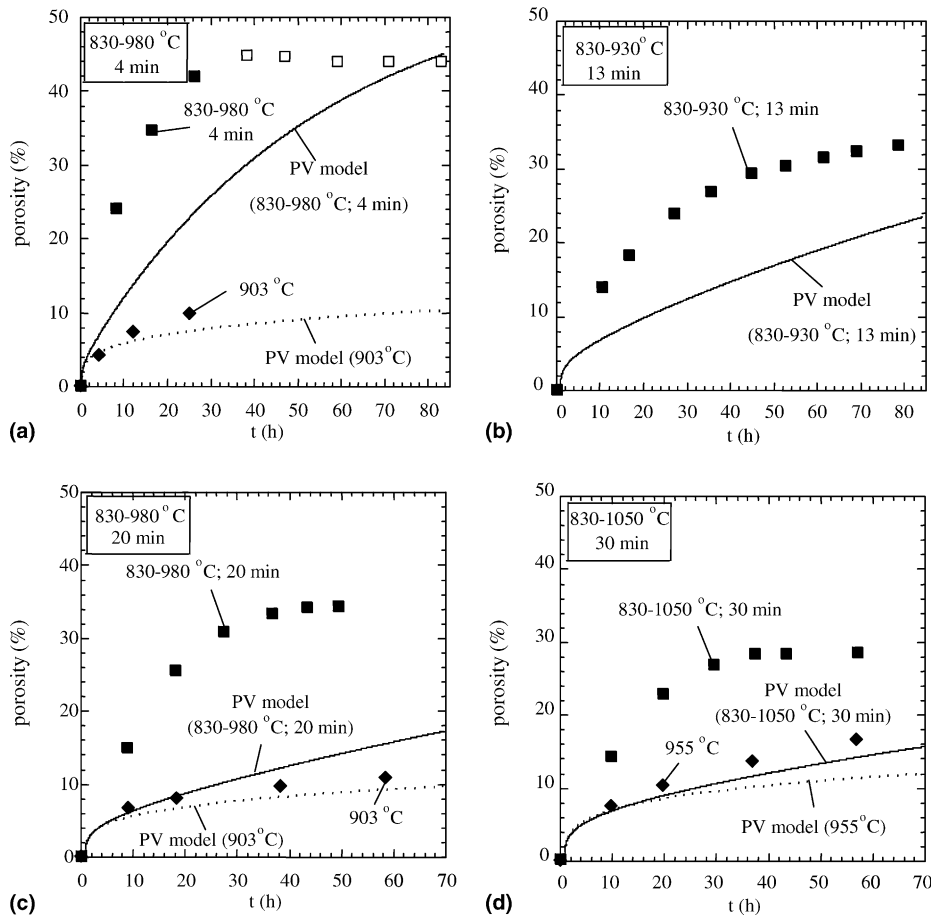 50
40
30
20
10
0
porosity (%)
830-980 °C
4 min
830-980 °C
4 min
PV model
(830-980 °C; 4 min)
903 °C
PV model (903°C)
0 10 20 30 40 50 60 70 80
t (h)
(a)
50
40
30
20
10
0
porosity (%)
830-930°C
13 min
830-930 °C; 13 min
PV model
(830-930 °C; 13 min)
0 10 20 30 40 50 60 70 80
t (h)
(b)
50
40
30
20
10
0
porosity (%)
830-980°C
20 min
830-980 °C; 20 min
PV model
(830-980 °C; 20 min)
903 °C
PV model (903°C)
0 10 20 30 40 50 60 70
t (h)
(c)
50
40
30
20
10
0
porosity (%)
830-1050 °C
30 min
830-1050 °C; 30 min
PV model
(830-1050 °C; 30 min)
955 °C
PV model (955°C)
0 10 20 30 40 50 60 70
t (h)
(d)